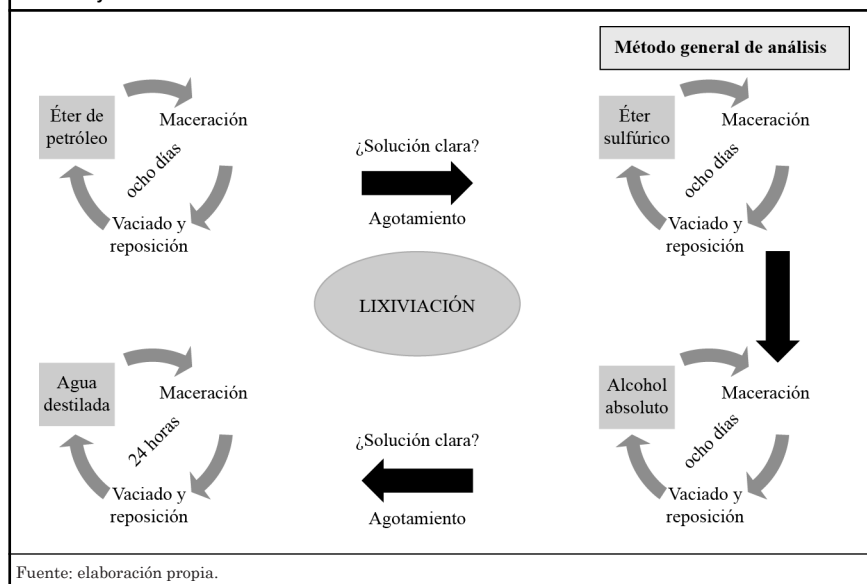 Método general de análisis
Éter de
petróleo
Maceración
ocho días
Vaciado y
reposición
¿Solución clara?
Agotamiento
Éter
sulfúrico
Maceración
ocho días
Vaciado y
reposición
LIXIVIACIÓN
Agua
destilada
Maceración
24 horas
Vaciado y
reposición
¿Solución clara?
Agotamiento
Alcohol
absoluto
Maceración
ocho días
Vaciado y
reposición
Fuente: elaboración propia.